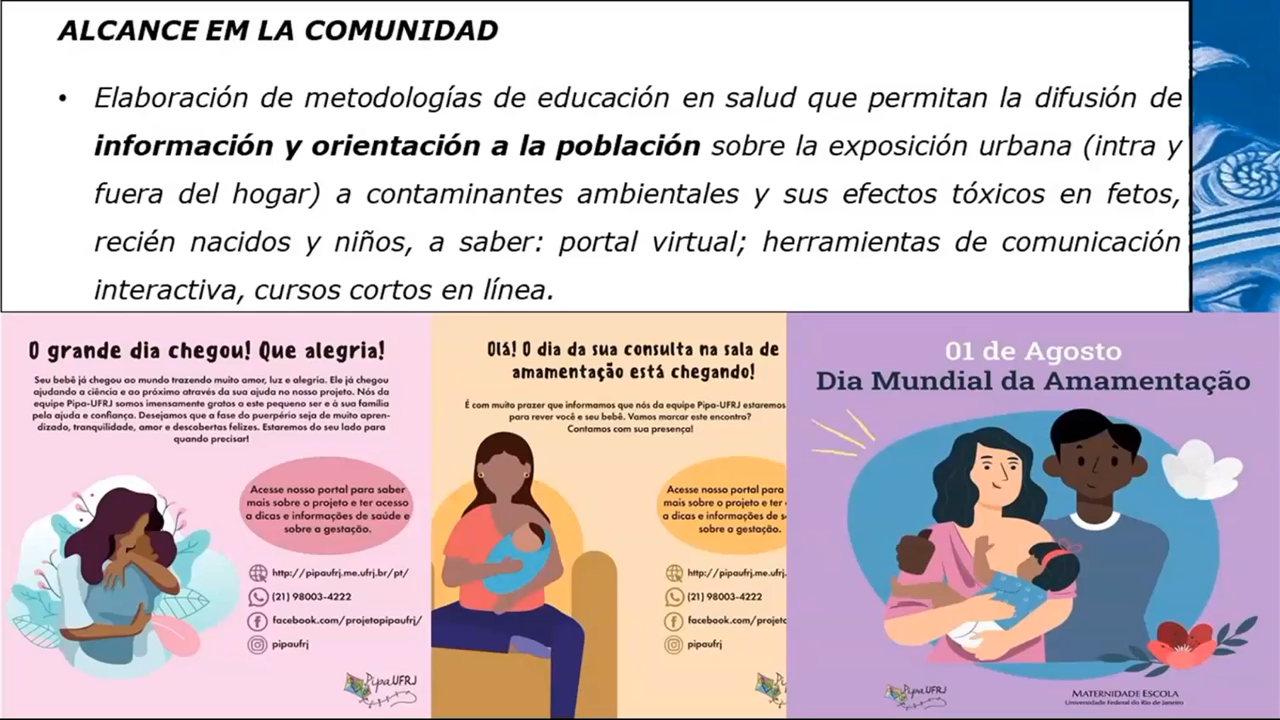 ALCANCE EM LA COMUNIDAD
• Elaboración de metodologías de educación en salud que permitan la difusión de
información y orientación a la población sobre la exposición urbana (intra y
fuera del hogar) a contaminantes ambientales y sus efectos tóxicos en fetos,
recién nacidos y niños, a saber: portal virtual; herramientas de comunicación
interactiva, cursos cortos en línea.
O grande dia chegou! Que alegria!
Seu bebê já chegou ao mundo trazendo muito amor, luz e alegria. Ele já chegou
ajudando a ciência e ao próximo através da sua ajuda no nosso projeto. Nós da
equipe Pipa-UFRJ somos imensamente gratos a este pequeno ser e à sua família
pela ajuda e confiança. Desejamos que a fase do puerpério seja de muito apren-
dizado, tranquilidade, amor e descobertas felizes. Estaremos do seu lado para
quando precisar!
Acesse nosso portal para saber
mais sobre o projeto e ter acesso
a dicas e informações de saúde e
sobre a gestação.
http://pipaufrj.me.ufrj.br/pt/
(21) 98003-4222
facebook.com/projetopipaufrj/
pipaufrj
Pipa UFRJ
Olá! O dia da sua consulta na sala de
amamentação está chegando!
É com muito prazer que informamos que nós da equipe Pipa-UFRJ estaremos
para rever você e seu bebê. Vamos marcar este encontro?
Contamos com sua presença!
Acesse nosso portal para
mais sobre o projeto e ter
a dicas e informações de s
sobre a gestação.
http://pipaufrj.me.ufrj.
(21) 98003-4222
facebook.com/projeto
pipaufrj
Pip
01 de Agosto
Dia Mundial da Amamentação
Pipa UFRJ
MATERNIDADE ESCOLA
Universidade Federal do Rio de Janeiro